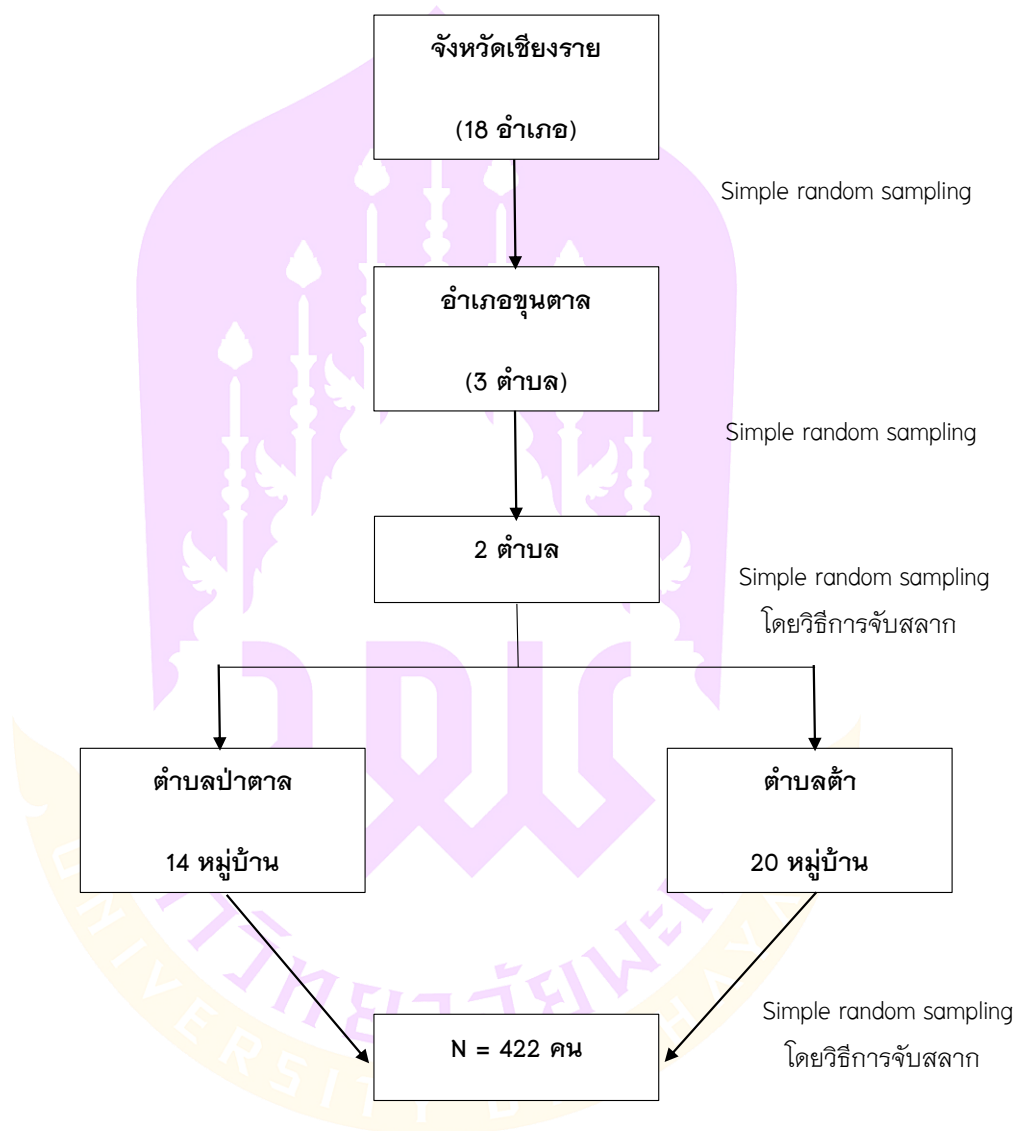 จังหวัดเชียงราย
(18 อำเภอ)
Simple random sampling
อำเภอขุนตาล
(3 ตำบล)
Simple random sampling
2 ตำบล
Simple random sampling
โดยวิธีการจับสลาก
ตำบลป่าตาล
14 หมู่บ้าน
ตำบลต้า
20 หมู่บ้าน
N = 422 คน
Simple random sampling
โดยวิธีการจับสลาก